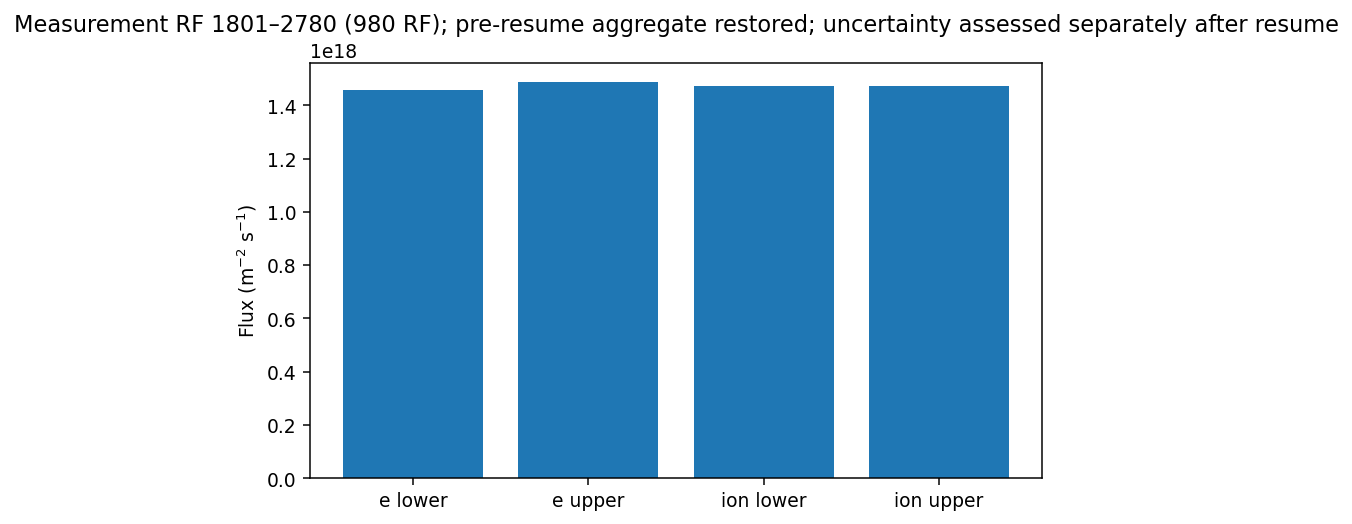 Measurement RF 1801–2780 (980 RF); pre-resume aggregate restored; uncertainty assessed separately after resume
1e18
1.4
1.2
1.0
0.8
0.6
0.4
0.2
0.0
Flux (m⁻² s⁻¹)
e lower e upper ion lower ion upper